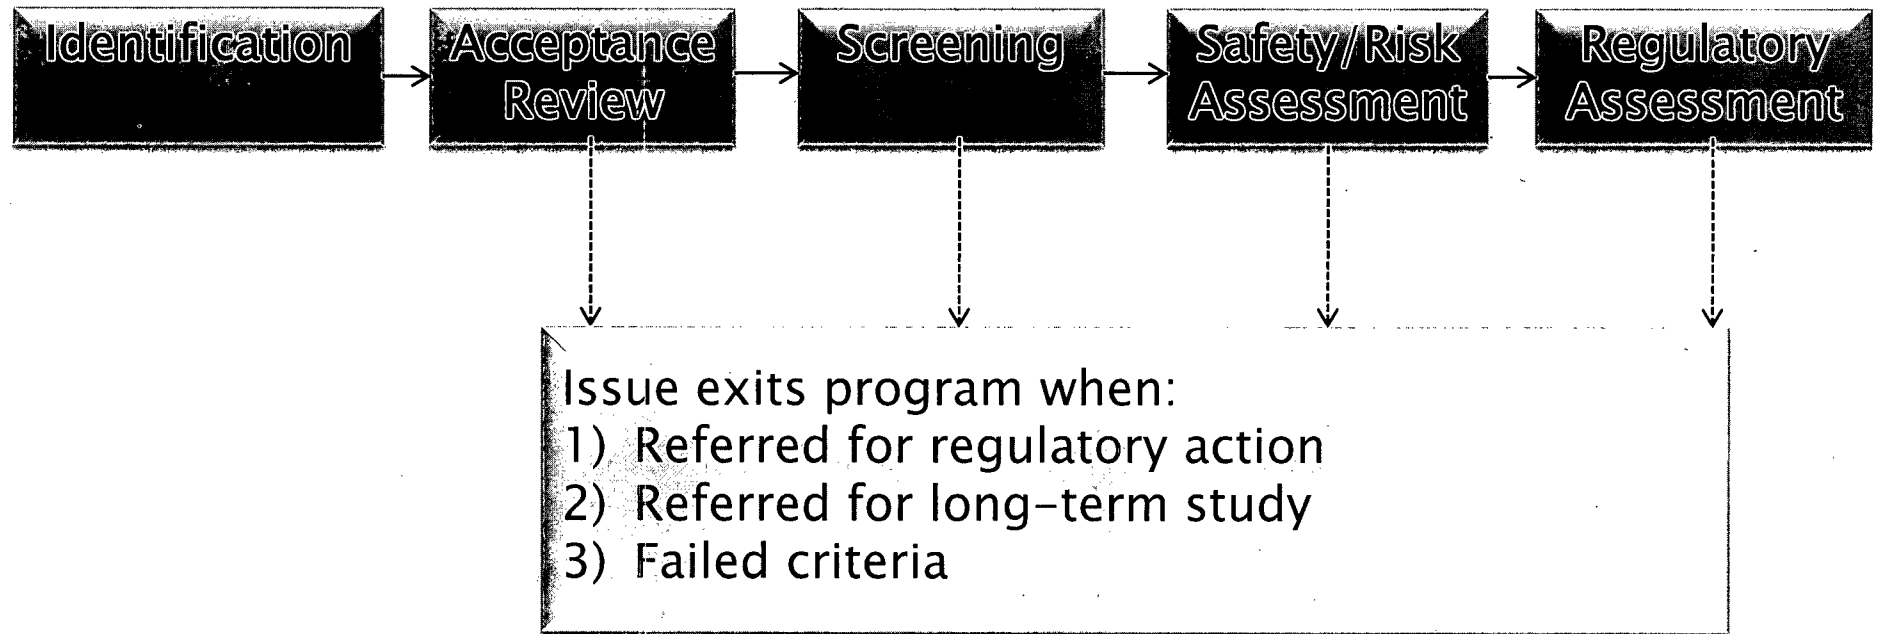 Identification
Acceptance
Review
Screening
Safety/Risk
Assessment
Regulatory
Assessment
Issue exits program when:
1) Referred for regulatory action
2) Referred for long-term study
3) Failed criteria